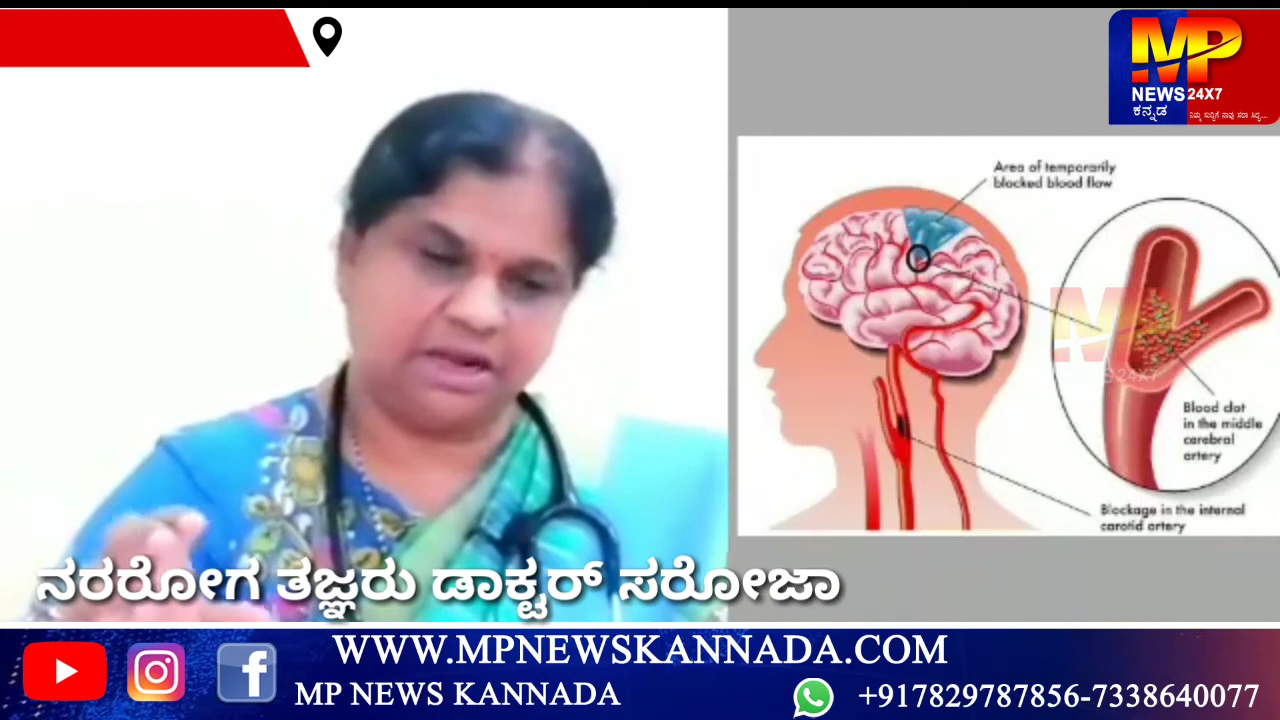 MP
NEWS 24X7
ಕನ್ನಡ
ನಿಮ್ಮ ಸುದ್ದಿಗೆ ನಾವು ಸದಾ ಸಿದ್ಧ....
Area of temporarily
blocked blood flow
Blood clot
in the middle
cerebral
artery
Blockage in the internal
carotid artery
ನರರೋಗ ತಜ್ಞರು ಡಾಕ್ಟರ್ ಸರೋಜಾ
WWW.MPNEWSKANNADA.COM
MP NEWS KANNADA
+917829787856-7338640077